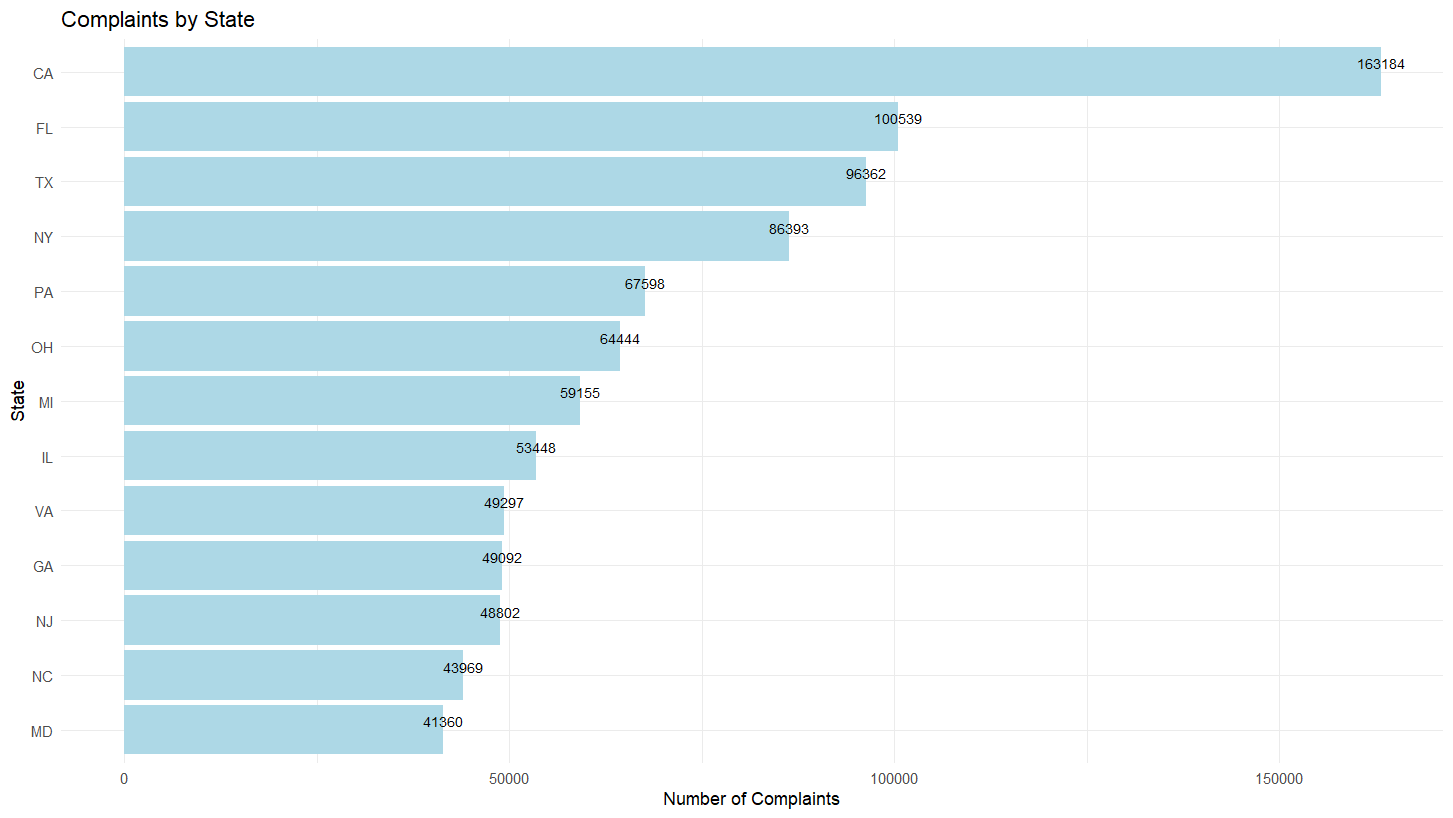 Complaints by State
CA 163184
FL 100539
TX 96362
NY 86393
PA 67598
OH 64444
MI 59155
IL 53448
VA 49297
GA 49092
NJ 48802
NC 43969
MD 41360
State
0 50000 100000 150000
Number of Complaints